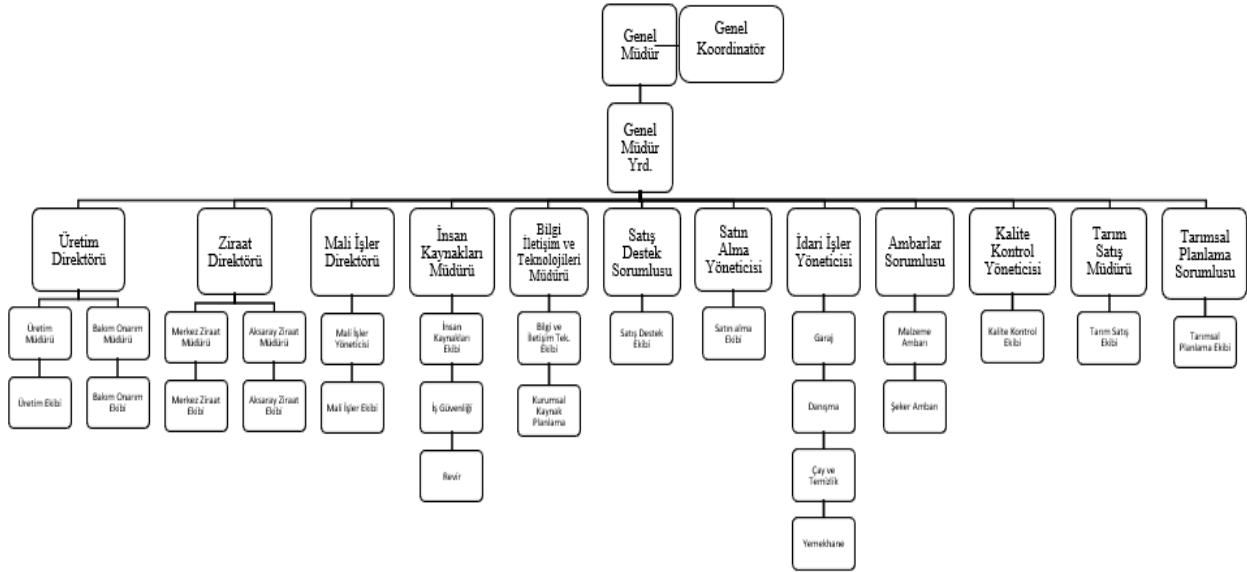 Genel
Müdür
Genel
Koordinatör
Genel
Müdür
Yrd.
Üretim
Direktörü
Ziraat
Direktörü
Mali İşler
Direktörü
İnsan
Kaynakları
Müdürü
Bilgi
İletişim ve
Teknolojileri
Müdürü
Satış
Destek
Sorumlusu
Satın
Alma
Yöneticisi
İdari İşler
Yöneticisi
Ambarlar
Sorumlusu
Kalite
Kontrol
Yöneticisi
Tarım
Satış
Müdürü
Tarımsal
Planlama
Sorumlusu
Üretim
Müdürü
Bakım Onarım
Müdürü
Merkez Ziraat
Müdürü
Aksaray Ziraat
Müdürü
Mali İşler
Yöneticisi
İnsan
Kaynakları
Ekibi
Bilgi ve
İletişim Tek.
Ekibi
Satış Destek
Ekibi
Satın alma
Ekibi
Garaj
Malzeme
Ambarı
Kalite Kontrol
Ekibi
Tarım Satış
Ekibi
Tarımsal
Planlama Ekibi
Üretim Ekibi
Bakım Onarım
Ekibi
Merkez Ziraat
Ekibi
Aksaray Ziraat
Ekibi
Mali İşler Ekibi
İş Güvenliği
Kurumsal
Kaynak
Planlama
Danışma
Şeker Ambarı
Revir
Çay ve
Temizlik
Yemekhane